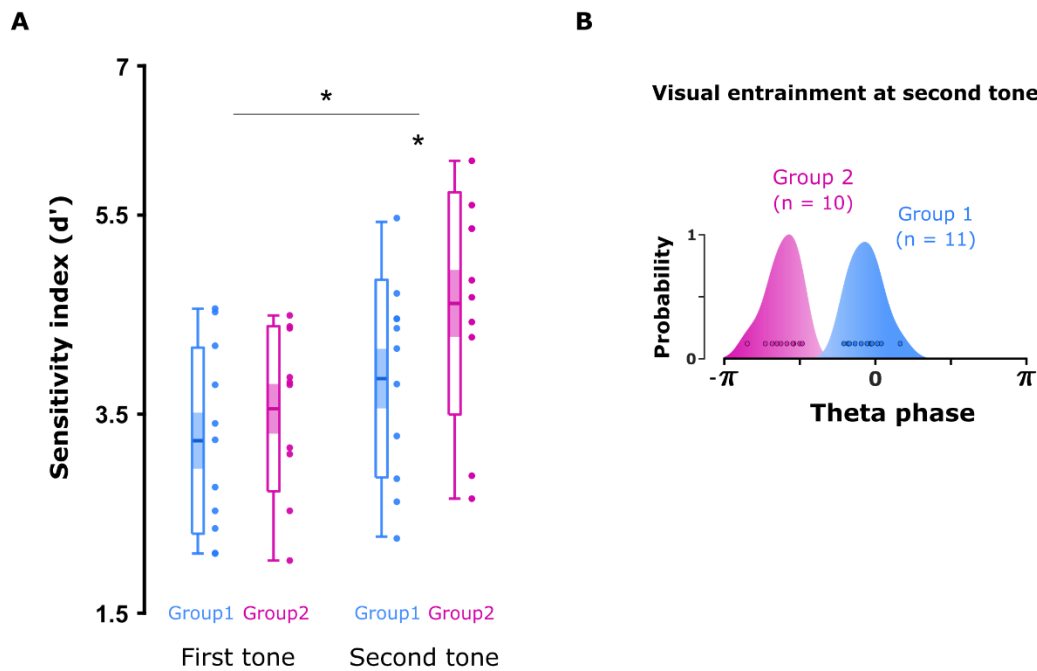 A
Sensitivity index (d')
7
5.5
3.5
1.5
*
*
Group1 Group2 Group1 Group2
First tone Second tone
B
Visual entrainment at second tone
Group 2
(n = 10)
Group 1
(n = 11)
Probability
1
0
-π 0 π
Theta phase